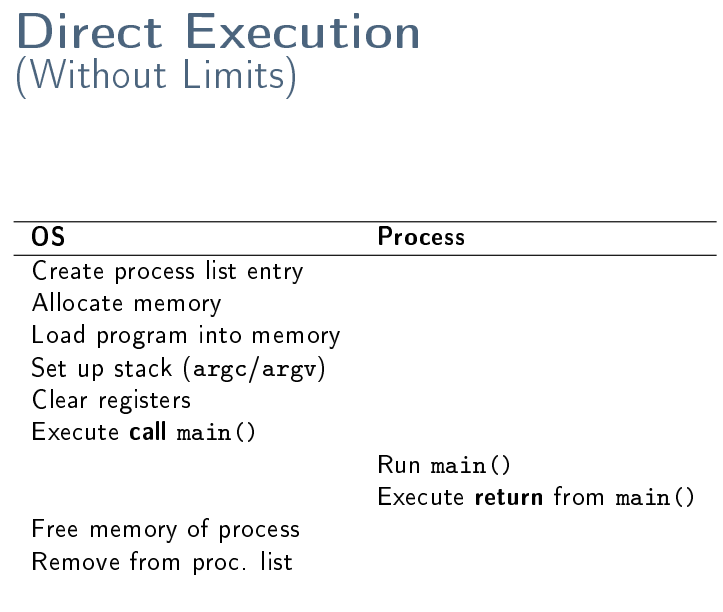 Direct Execution
(Without Limits)
OS Process
Create process list entry
Allocate memory
Load program into memory
Set up stack (argc/argv)
Clear registers
Execute call main()
Run main()
Execute return from main()
Free memory of process
Remove from proc. list